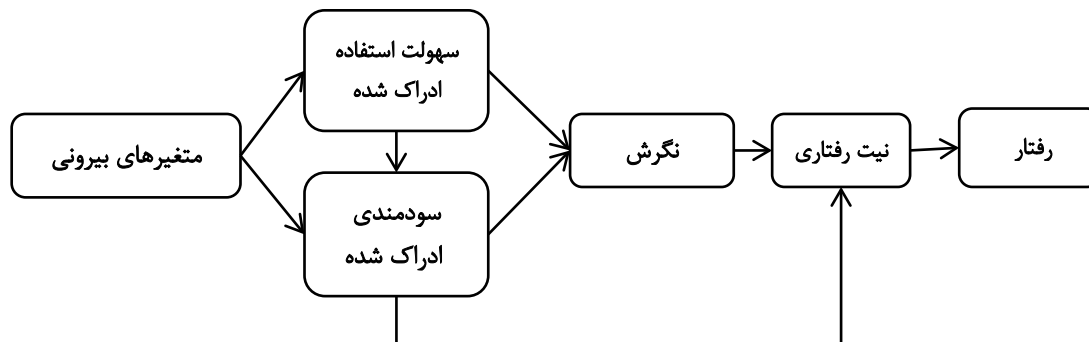 سهولت استفاده
ادراک شده
متغیرهای بیرونی
سودمندی
ادراک شده
نگرش
نیت رفتاری
رفتار